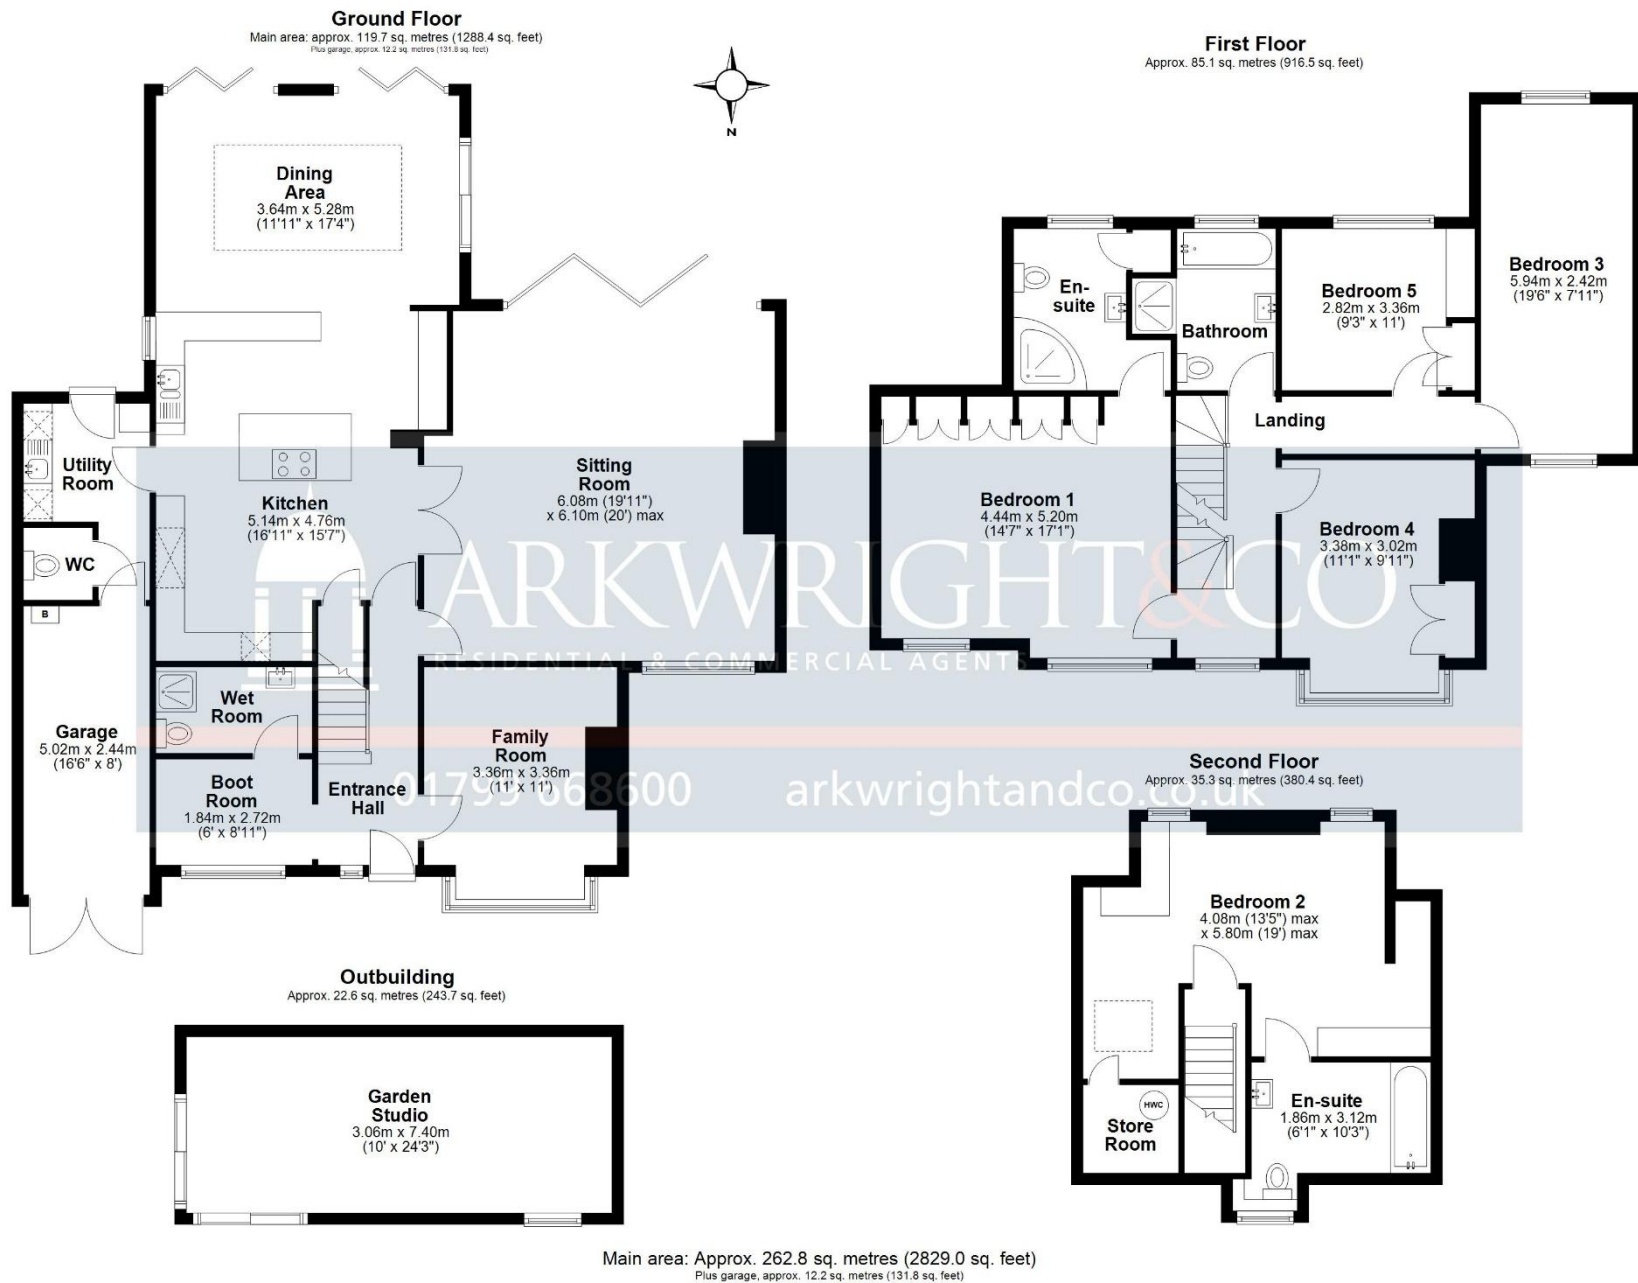 Ground Floor
Main area: approx. 119.7 sq. metres (1288.4 sq. feet)
Plus garage, approx. 12.2 sq. metres (131.8 sq. feet)
N
Dining
Area
3.64m x 5.28m
(11'11" x 17'4")
Utility
Room
Kitchen
5.14m x 4.76m
(16'11" x 15'7")
Sitting
Room
6.08m (19'11")
x 6.10m (20') max
WC
B
Garage
5.02m x 2.44m
(16'6" x 8')
Wet
Room
Boot
Room
1.84m x 2.72m
(6' x 8'11")
Entrance
Hall
Family
Room
3.36m x 3.36m
(11' x 11')
First Floor
Approx. 85.1 sq. metres (916.5 sq. feet)
En-
suite
Bathroom
Bedroom 5
2.82m x 3.36m
(9'3" x 11')
Bedroom 3
5.94m x 2.42m
(19'6" x 7'11")
Landing
Bedroom 1
4.44m x 5.20m
(14'7" x 17'1")
Bedroom 4
3.38m x 3.02m
(11'1" x 9'11")
ARKWRIGHT&CO
RESIDENTIAL & COMMERCIAL AGENTS
01799 668600
arkwrightandco.co.uk
Second Floor
Approx. 35.3 sq. metres (380.4 sq. feet)
Bedroom 2
4.08m (13'5") max
x 5.80m (19') max
HWC
Store
Room
En-suite
1.86m x 3.12m
(6'1" x 10'3")
Outbuilding
Approx. 22.6 sq. metres (243.7 sq. feet)
Garden
Studio
3.06m x 7.40m
(10' x 24'3")
Main area: Approx. 262.8 sq. metres (2829.0 sq. feet)
Plus garage, approx. 12.2 sq. metres (131.8 sq. feet)